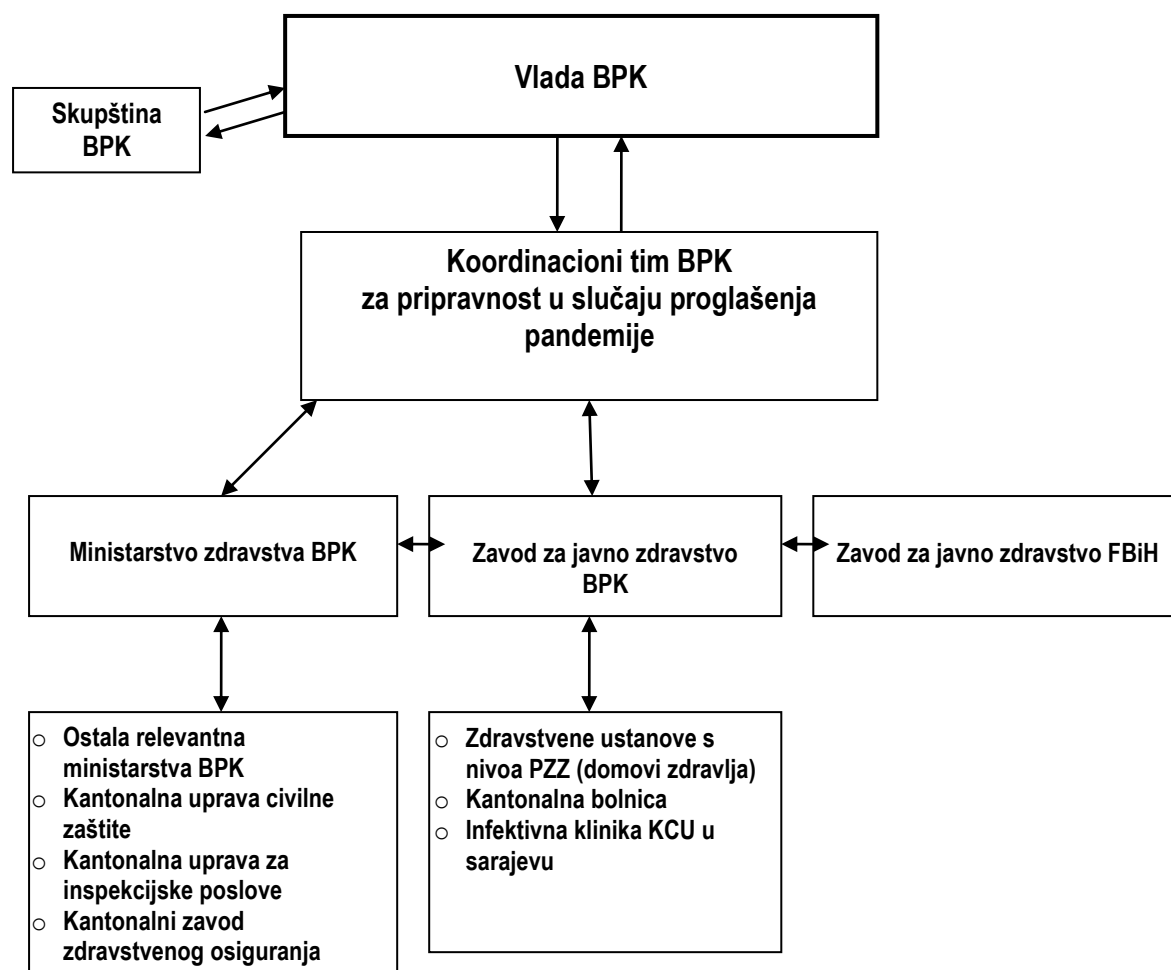 Vlada BPK
Skupština
BPK
Koordinacioni tim BPK
za pripravnost u slučaju proglašenja
pandemije
Ministarstvo zdravstva BPK
Zavod za javno zdravstvo
BPK
Zavod za javno zdravstvo FBiH
o Ostala relevantna
ministarstva BPK
o Kantonalna uprava civilne
zaštite
o Kantonalna uprava za
inspekcijske poslove
o Kantonalni zavod
zdravstvenog osiguranja
o Zdravstvene ustanove s
nivoa PZZ (domovi zdravlja)
o Kantonalna bolnica
o Infektivna klinika KCU u
sarajevu